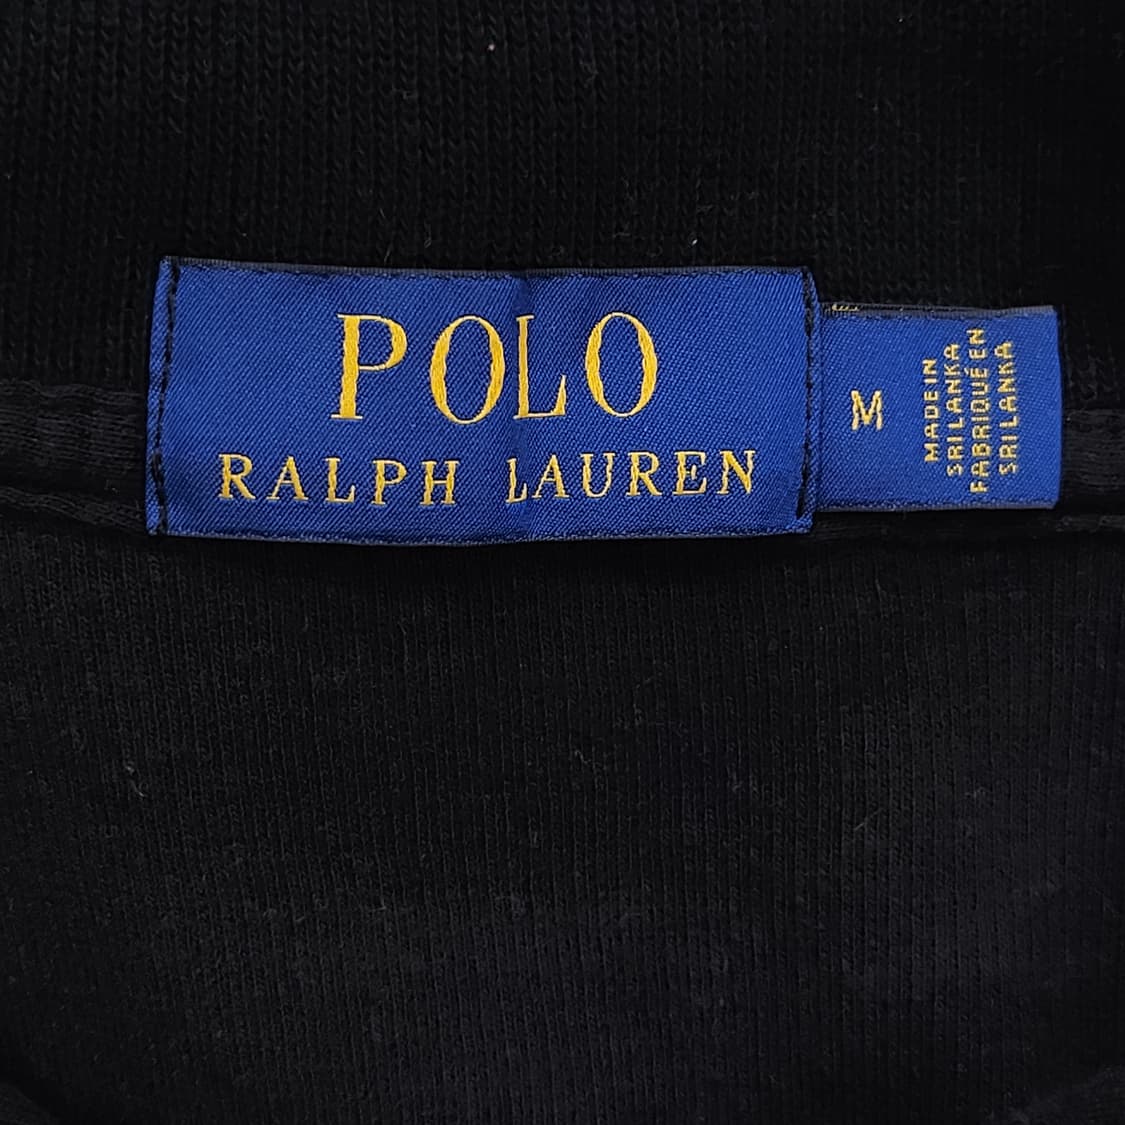 POLO
RALPH LAUREN
M
MADE IN
SRI LANKA
FABRIQUÉ EN
SRI LANKA